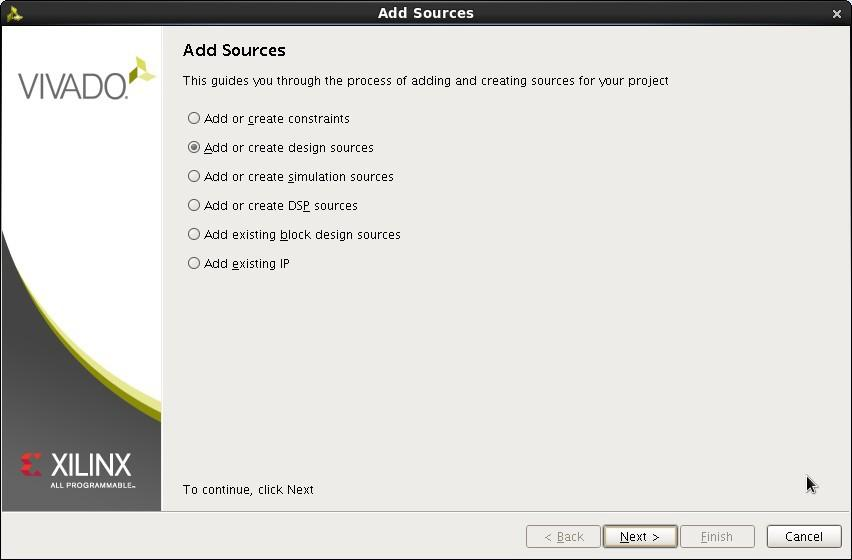 Add Sources
VIVADO.
Add Sources
This guides you through the process of adding and creating sources for your project
Add or create constraints
Add or create design sources
Add or create simulation sources
Add or create DSP sources
Add existing block design sources
Add existing IP
XILINX
ALL PROGRAMMABLE™
To continue, click Next
< Back
Next >
Finish
Cancel